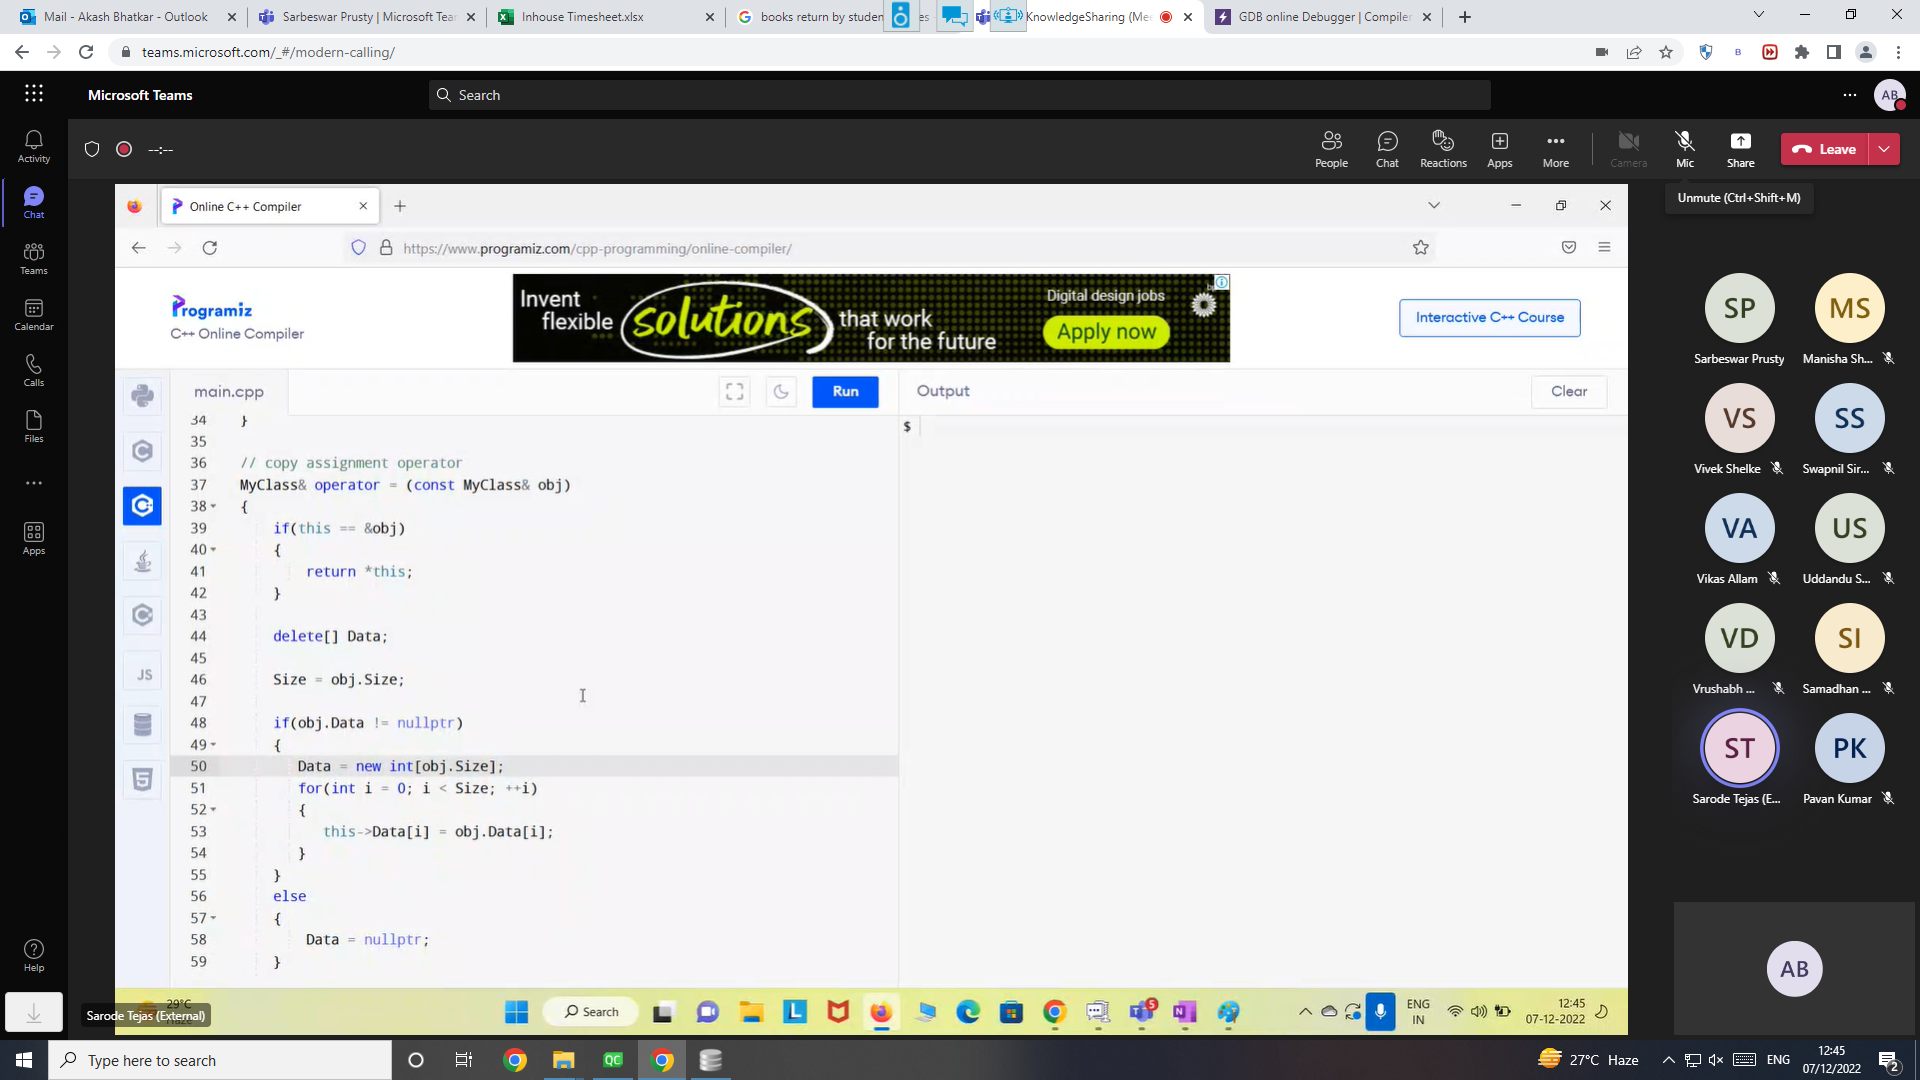 Mail - Akash Bhatkar - Outlook
Sarbeswar Prusty | Microsoft Tea
Inhouse Timesheet.xlsx
books return by studen
KnowledgeSharing (Me
GDB online Debugger | Compiler
teams.microsoft.com/_#/modern-calling/
Microsoft Teams
Search
AB
--:--
People
Chat
Reactions
Apps
More
Camera
Mic
Share
Leave
Unmute (Ctrl+Shift+M)
Activity
Chat
Teams
Calendar
Calls
Files
Apps
Help
Online C++ Compiler
https://www.programiz.com/cpp-programming/online-compiler/
Programiz
C++ Online Compiler
Invent flexible solutions that work for the future
Digital design jobs
Apply now
Interactive C++ Course
main.cpp
Run
Output
Clear
$
34 }
35
36 // copy assignment operator
37 MyClass& operator = (const MyClass& obj)
38 {
39 if(this == &obj)
40 {
41 return *this;
42 }
43
44 delete[] Data;
45
46 Size = obj.Size;
47
48 if(obj.Data != nullptr)
49 {
50 Data = new int[obj.Size];
51 for(int i = 0; i < Size; ++i)
52 {
53 this->Data[i] = obj.Data[i];
54 }
55 }
56 else
57 {
58 Data = nullptr;
59 }
JS
SP
Sarbeswar Prusty
MS
Manisha Sh...
VS
Vivek Shelke
SS
Swapnil Sir...
VA
Vikas Allam
US
Uddandu S...
VD
Vrushabh ...
SI
Samadhan ...
ST
Sarode Tejas (E...
PK
Pavan Kumar
AB
29°C
Sarode Tejas (External)
Search
5
ENG
IN
12:45
07-12-2022
Type here to search
QC
27°C Haze
ENG
12:45
07/12/2022
2